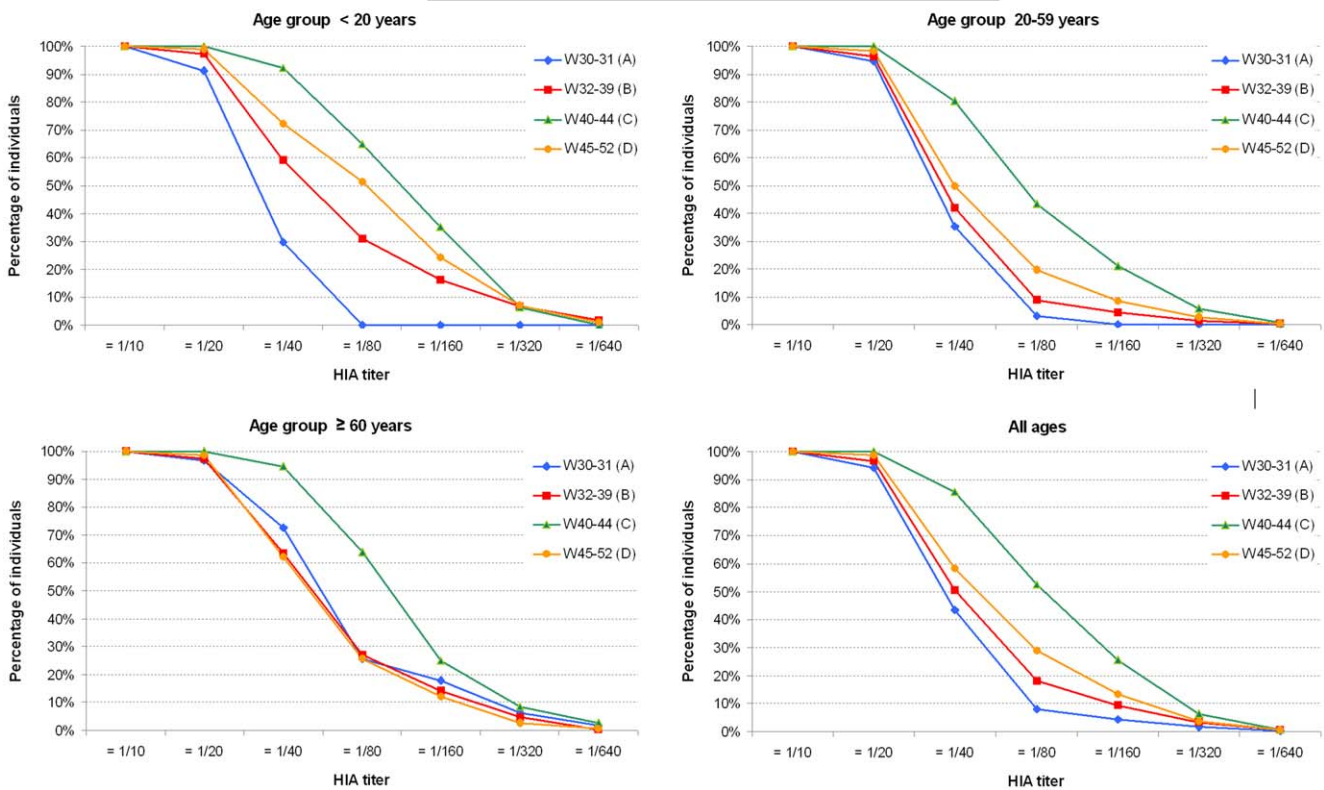 Age group < 20 years
100%
90%
80%
70%
60%
50%
40%
30%
20%
10%
0%
Percentage of individuals
W30-31 (A)
W32-39 (B)
W40-44 (C)
W45-52 (D)
= 1/10 = 1/20 = 1/40 = 1/80 = 1/160 = 1/320 = 1/640
HIA titer
Age group 20-59 years
100%
90%
80%
70%
60%
50%
40%
30%
20%
10%
0%
Percentage of individuals
W30-31 (A)
W32-39 (B)
W40-44 (C)
W45-52 (D)
= 1/10 = 1/20 = 1/40 = 1/80 = 1/160 = 1/320 = 1/640
HIA titer
Age group ≥ 60 years
100%
90%
80%
70%
60%
50%
40%
30%
20%
10%
0%
Percentage of individuals
W30-31 (A)
W32-39 (B)
W40-44 (C)
W45-52 (D)
= 1/10 = 1/20 = 1/40 = 1/80 = 1/160 = 1/320 = 1/640
HIA titer
All ages
100%
90%
80%
70%
60%
50%
40%
30%
20%
10%
0%
Percentage of individuals
W30-31 (A)
W32-39 (B)
W40-44 (C)
W45-52 (D)
= 1/10 = 1/20 = 1/40 = 1/80 = 1/160 = 1/320 = 1/640
HIA titer